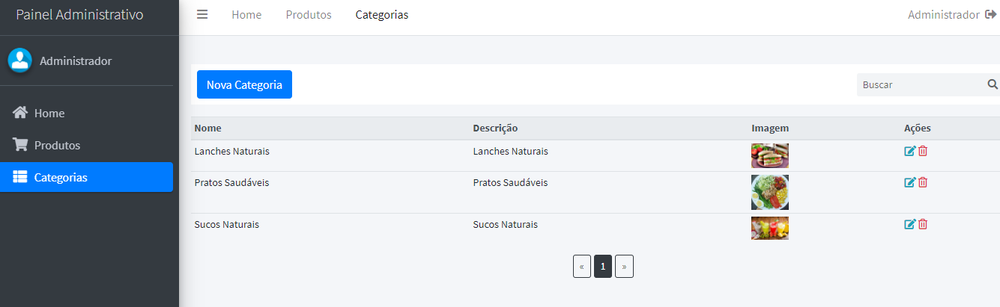 Painel Administrativo
Home Produtos Categorias Administrador
Administrador
Home
Produtos
Categorias
Nova Categoria Buscar
Nome Descrição Imagem Ações
Lanches Naturais Lanches Naturais
Pratos Saudáveis Pratos Saudáveis
Sucos Naturais Sucos Naturais
« 1 »